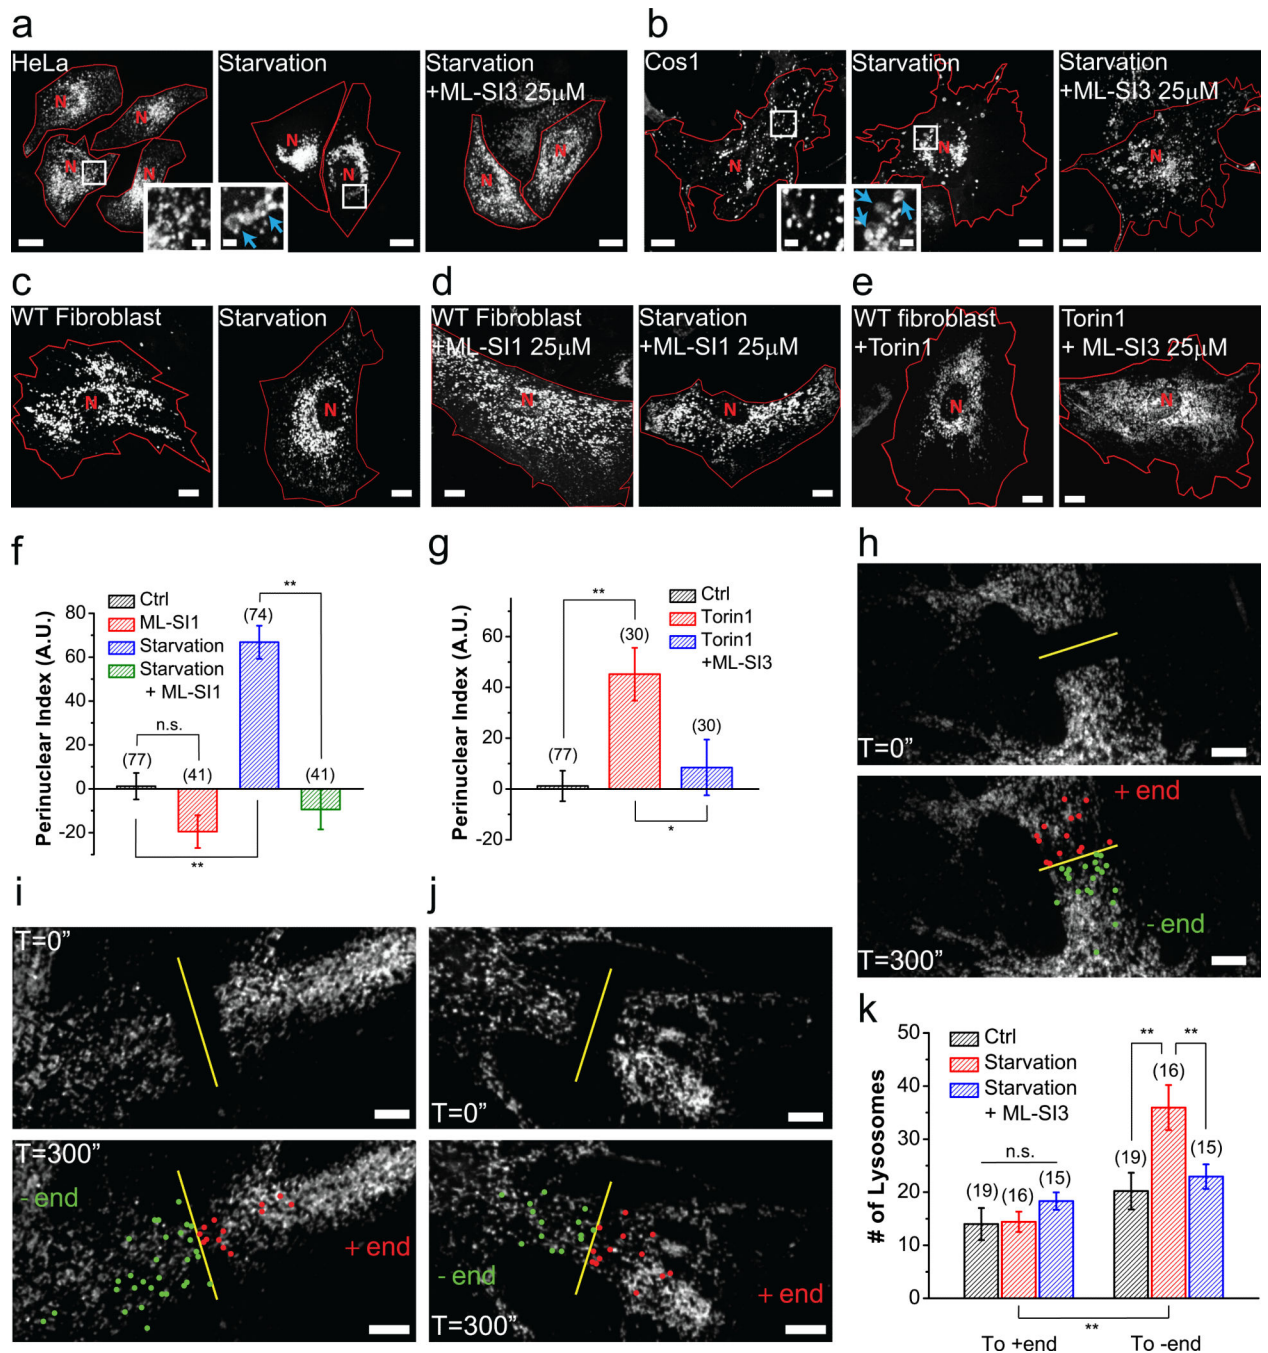 a
HeLa
N
N
N
N
Starvation
N
N
Starvation
+ML-SI3 25μM
N
N
b
Cos1
N
Starvation
N
Starvation
+ML-SI3 25μM
N
c
WT Fibroblast
N
Starvation
N
d
WT Fibroblast
+ML-SI1 25μM
N
Starvation
+ML-SI1 25μM
N
e
WT fibroblast
+Torin1
N
Torin1
+ ML-SI3 25μM
N
f
Perinuclear Index (A.U.)
80
60
40
20
0
-20
Ctrl
ML-SI1
Starvation
Starvation
+ ML-SI1
(77)
(41)
(74)
(41)
n.s.
**
**
g
Perinuclear Index (A.U.)
60
40
20
0
-20
Ctrl
Torin1
Torin1
+ML-SI3
(77)
(30)
(30)
**
*
h
T=0”
+ end
- end
T=300”
i
T=0”
T=300”
- end
+ end
j
T=0”
- end
+ end
T=300”
k
# of Lysosomes
50
40
30
20
10
0
Ctrl
Starvation
Starvation
+ ML-SI3
(19)
(16)
(15)
n.s.
(19)
(16)
(15)
**
**
**
To +end
To -end